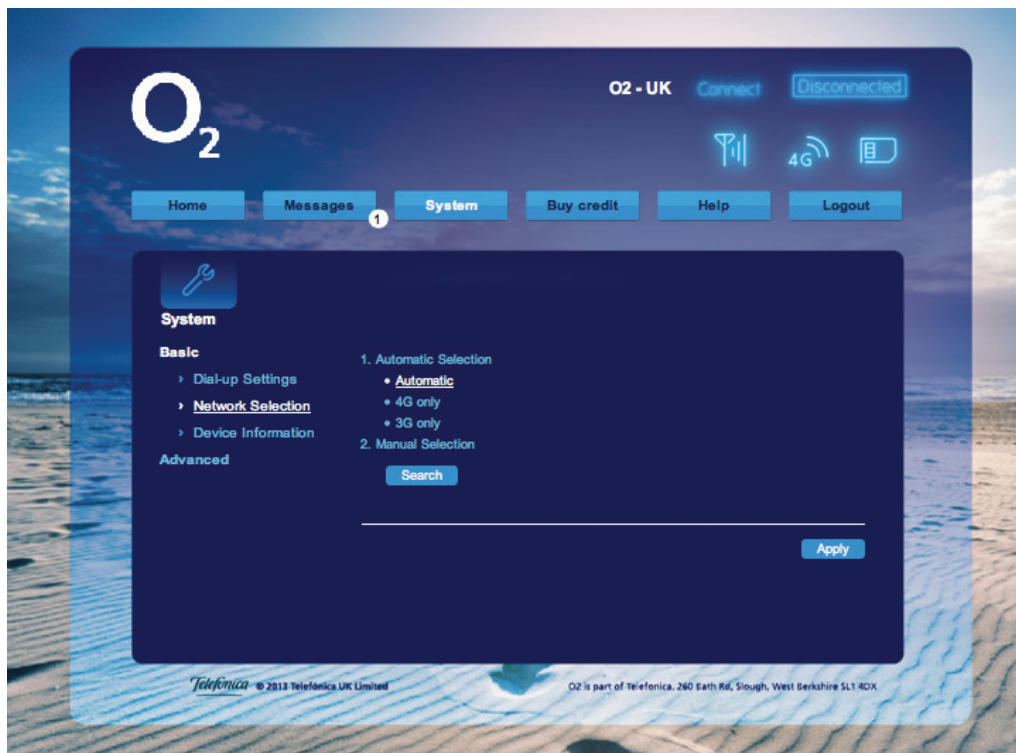 O2
O2 - UK Connect Disconnected
4G
Home Messages 1 System Buy credit Help Logout
System
Basic
› Dial-up Settings
› Network Selection
› Device Information
Advanced
1. Automatic Selection
• Automatic
• 4G only
• 3G only
2. Manual Selection
Search
Apply
Telefónica © 2013 Telefónica UK Limited
O2 is part of Telefonica. 260 Bath Rd, Slough, West Berkshire SL1 4DX